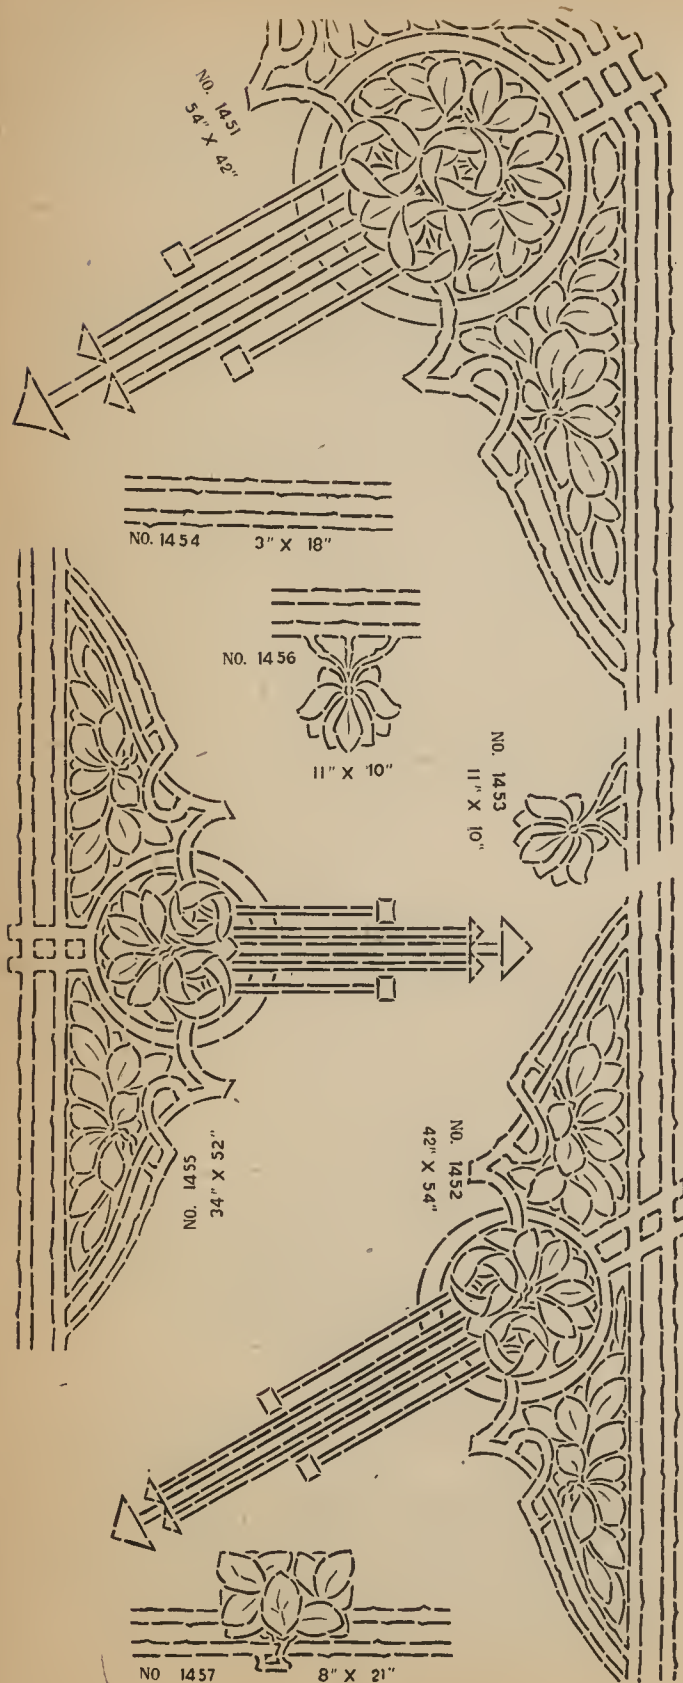 NO. 1451
54" X 42"
NO. 1454 3" X 18"
NO. 1456
11" X 10"
NO. 1453
11" X 10"
NO. 1455
34" X 52"
NO. 1452
42" X 54"
NO 1457 8" X 21"